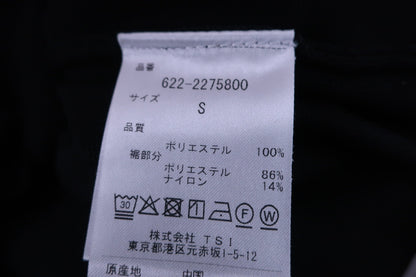 品番
622-2275800
サイズ
S
品質
ポリエステル 100%
裾部分
ポリエステル 86%
ナイロン 14%
30 F W
株式会社 TSI
東京都港区元赤坂1-5-12
原産地 中国